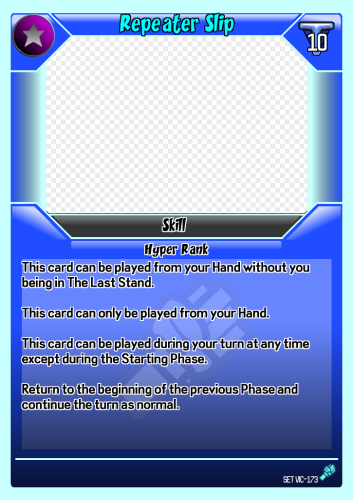 Repeater Slip
10
Skill
Hyper Rank
This card can be played from your Hand without you
being in The Last Stand.
This card can only be played from your Hand.
This card can be played during your turn at any time
except during the Starting Phase.
Return to the beginning of the previous Phase and
continue the turn as normal.
SET VIC-173